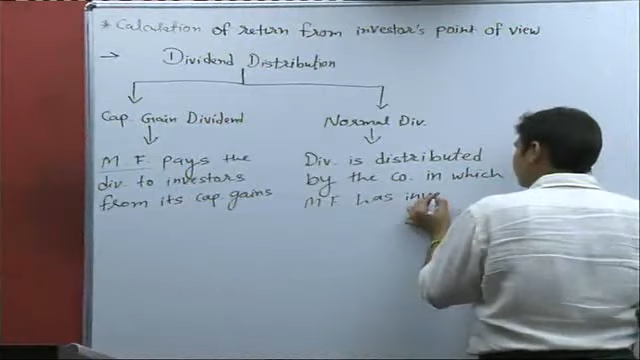 * Calculation of return from investor's point of view
→ Dividend Distribution
Cap Gain Dividend
Normal Div.
M F. pays the
div. to investors
from its cap. gains
Div. is distributed
by the Co. in which
M F has inve